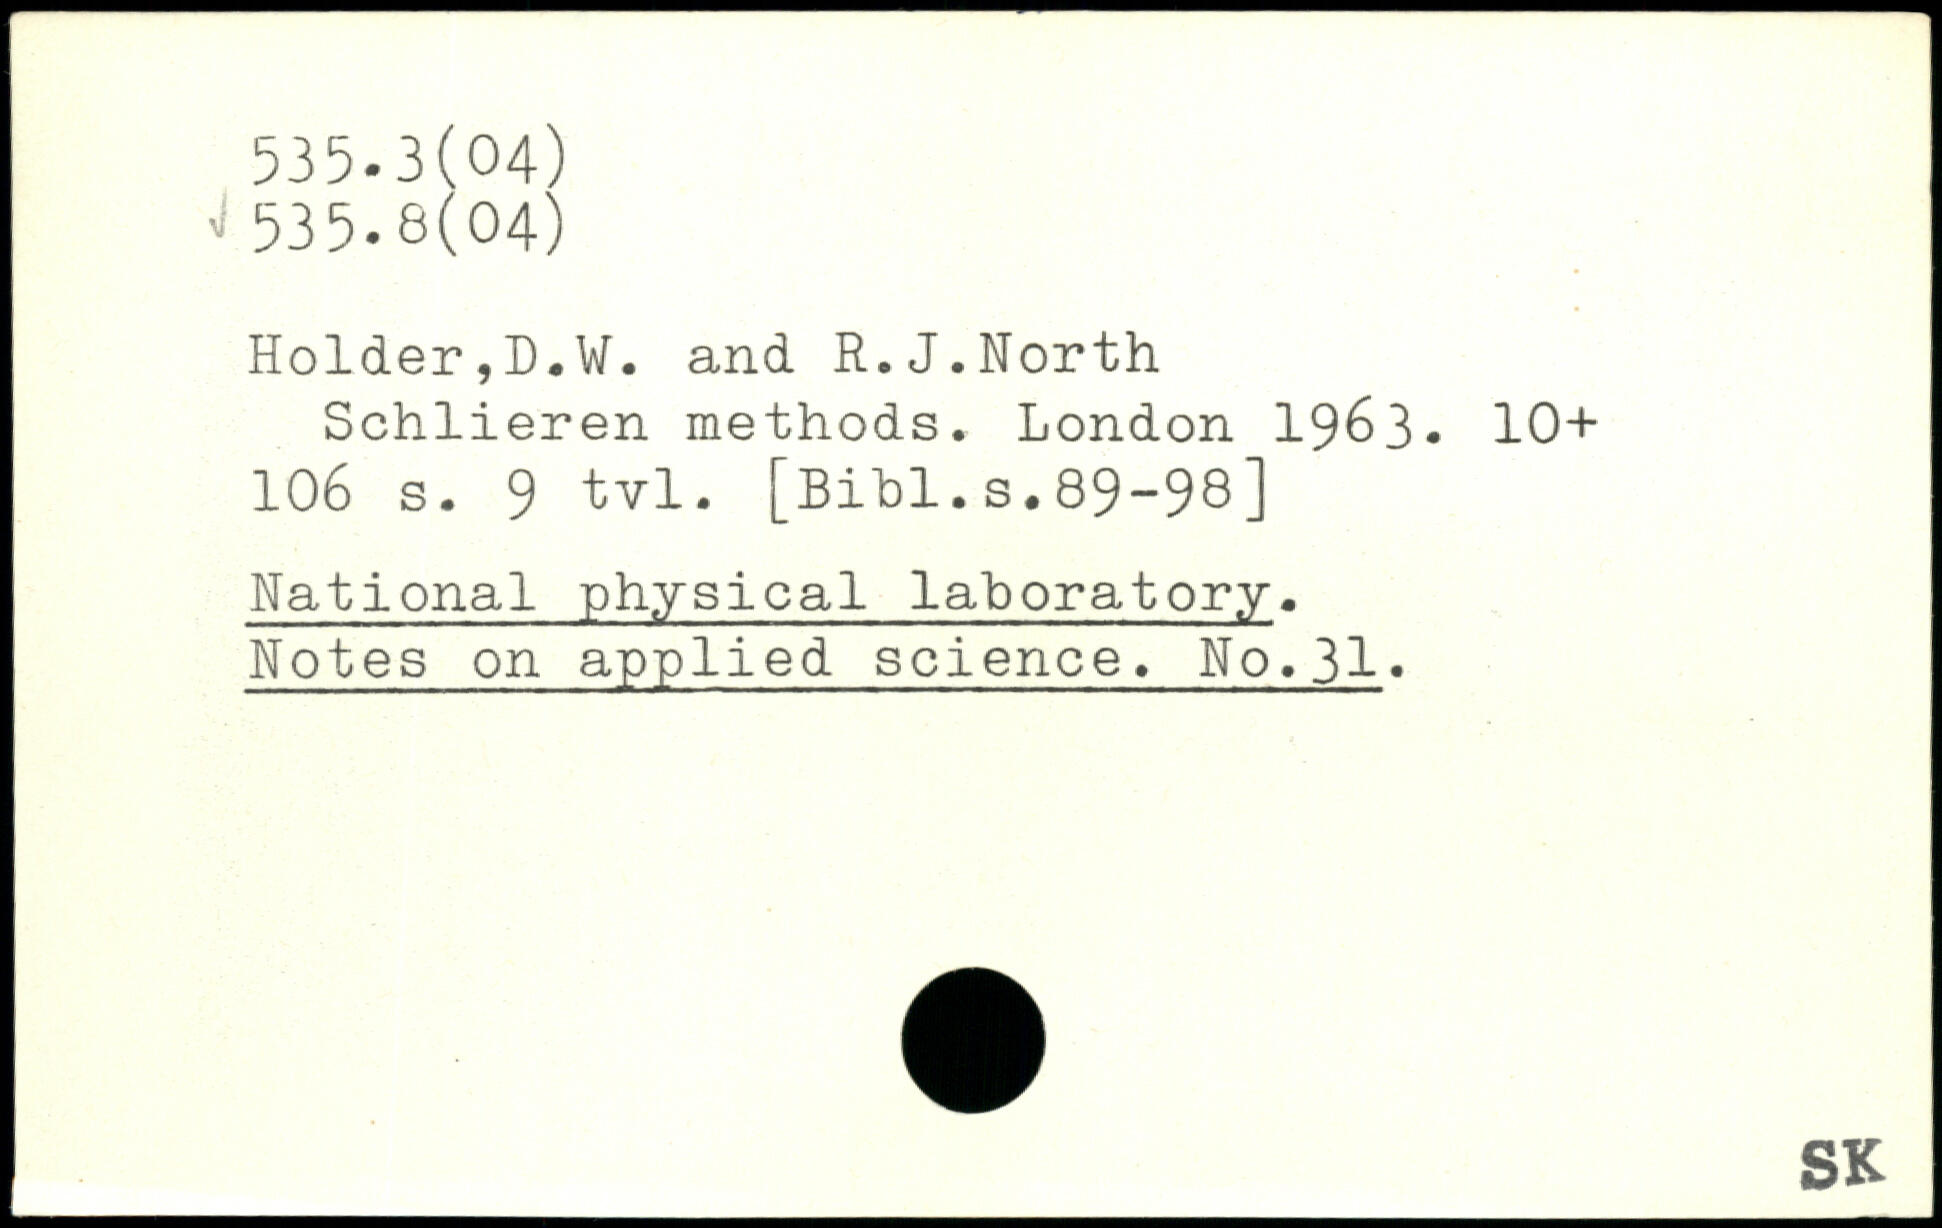 535.3(04)
✓ 535.8(04)
Holder,D.W. and R.J.North
Schlieren methods. London 1963. 10+
106 s. 9 tvl. [Bibl.s.89-98]
National physical laboratory.
Notes on applied science. No.31.
SK